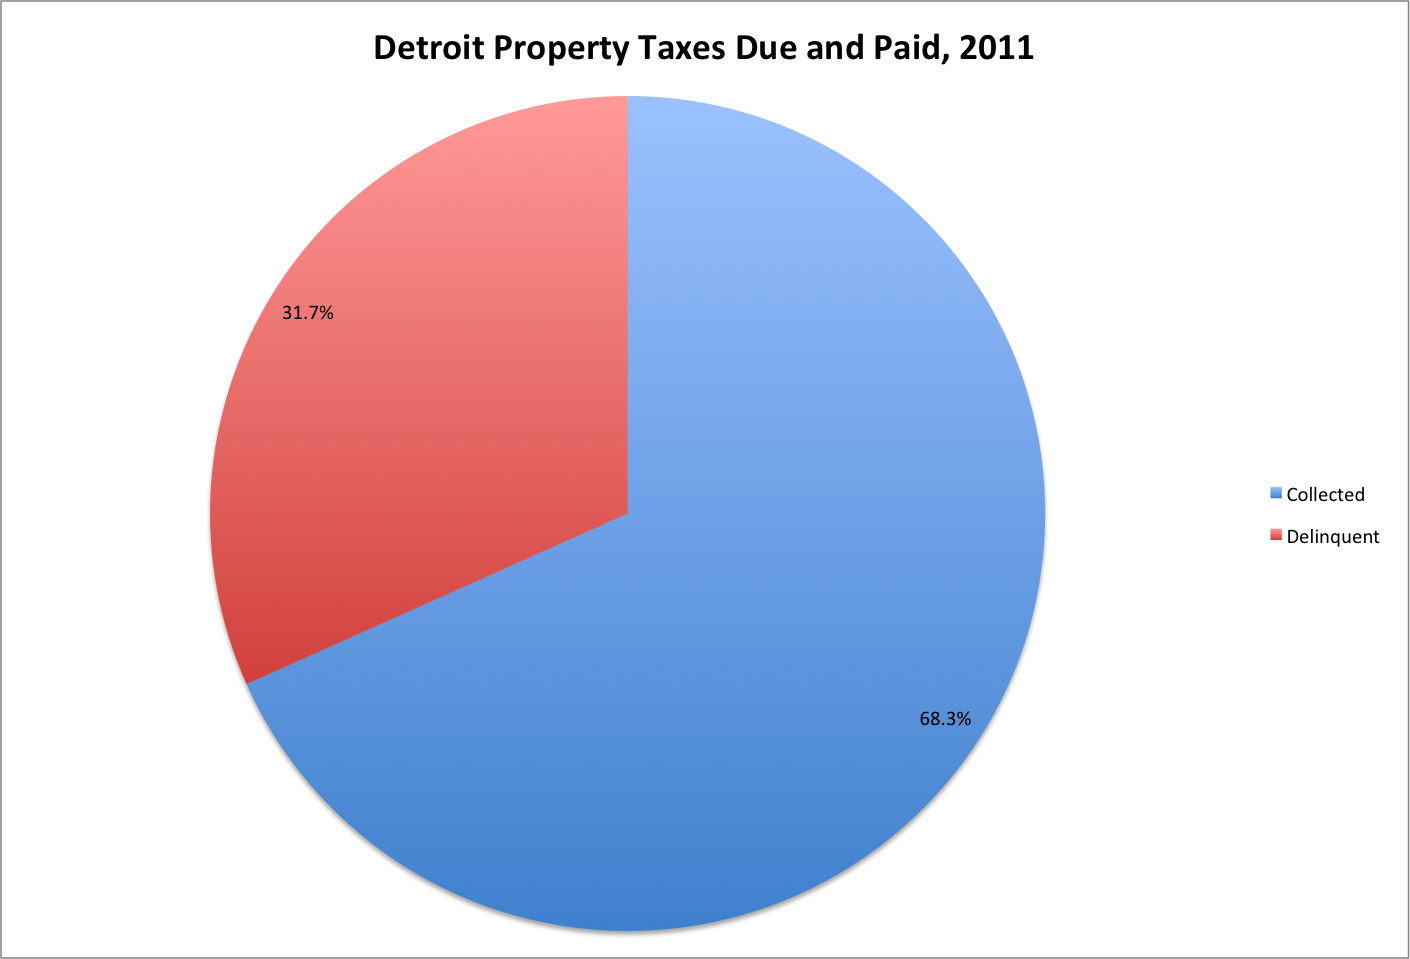 Detroit Property Taxes Due and Paid, 2011
31.7%
Collected
Delinquent
68.3%